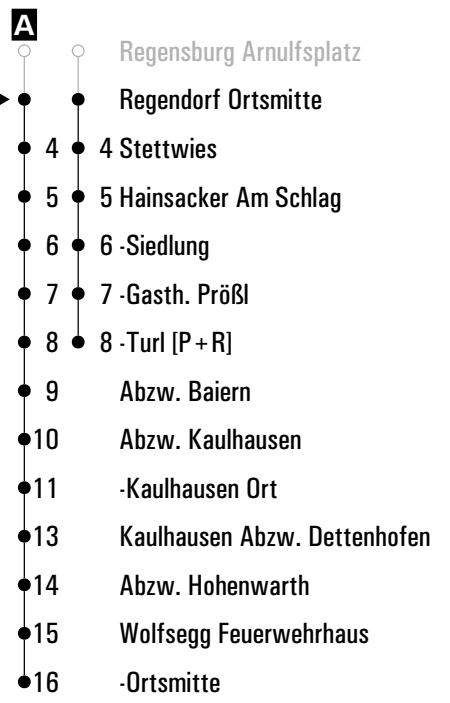 A
Regensburg Arnulfsplatz
Regendorf Ortsmitte
4 4 Stettwies
5 5 Hainsacker Am Schlag
6 6 -Siedlung
7 7 -Gasth. Prößl
8 8 -Turl [P+R]
9 Abzw. Baiern
10 Abzw. Kaulhausen
11 -Kaulhausen Ort
13 Kaulhausen Abzw. Dettenhofen
14 Abzw. Hohenwarth
15 Wolfsegg Feuerwehrhaus
16 -Ortsmitte